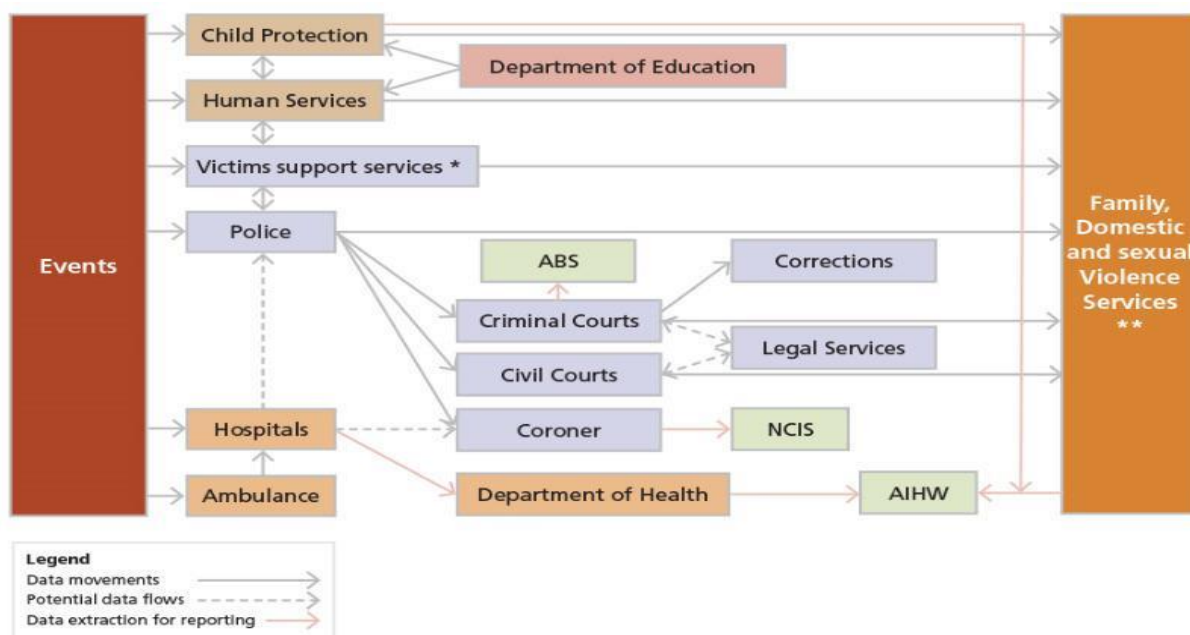 Events
Child Protection
Department of Education
Human Services
Victims support services *
Police
ABS
Corrections
Criminal Courts
Legal Services
Civil Courts
Hospitals
Coroner
NCIS
Ambulance
Department of Health
AIHW
Family,
Domestic
and sexual
Violence
Services
**
Legend
Data movements
Potential data flows
Data extraction for reporting